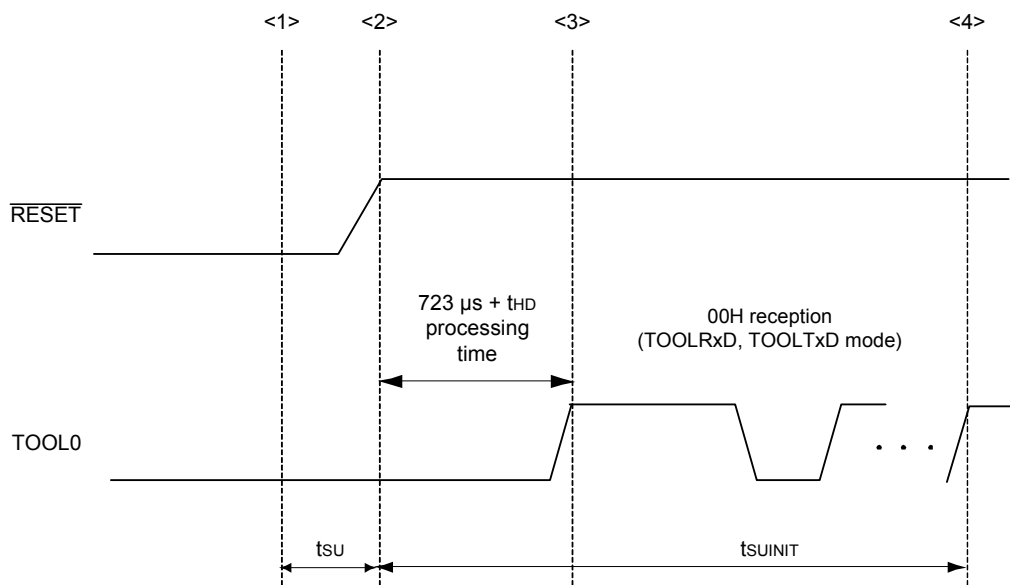 <1> <2> <3> <4>
RESET
723 µs + tHD
processing
time
00H reception
(TOOLRxD, TOOLTxD mode)
TOOL0
. . .
tSU tSUINIT